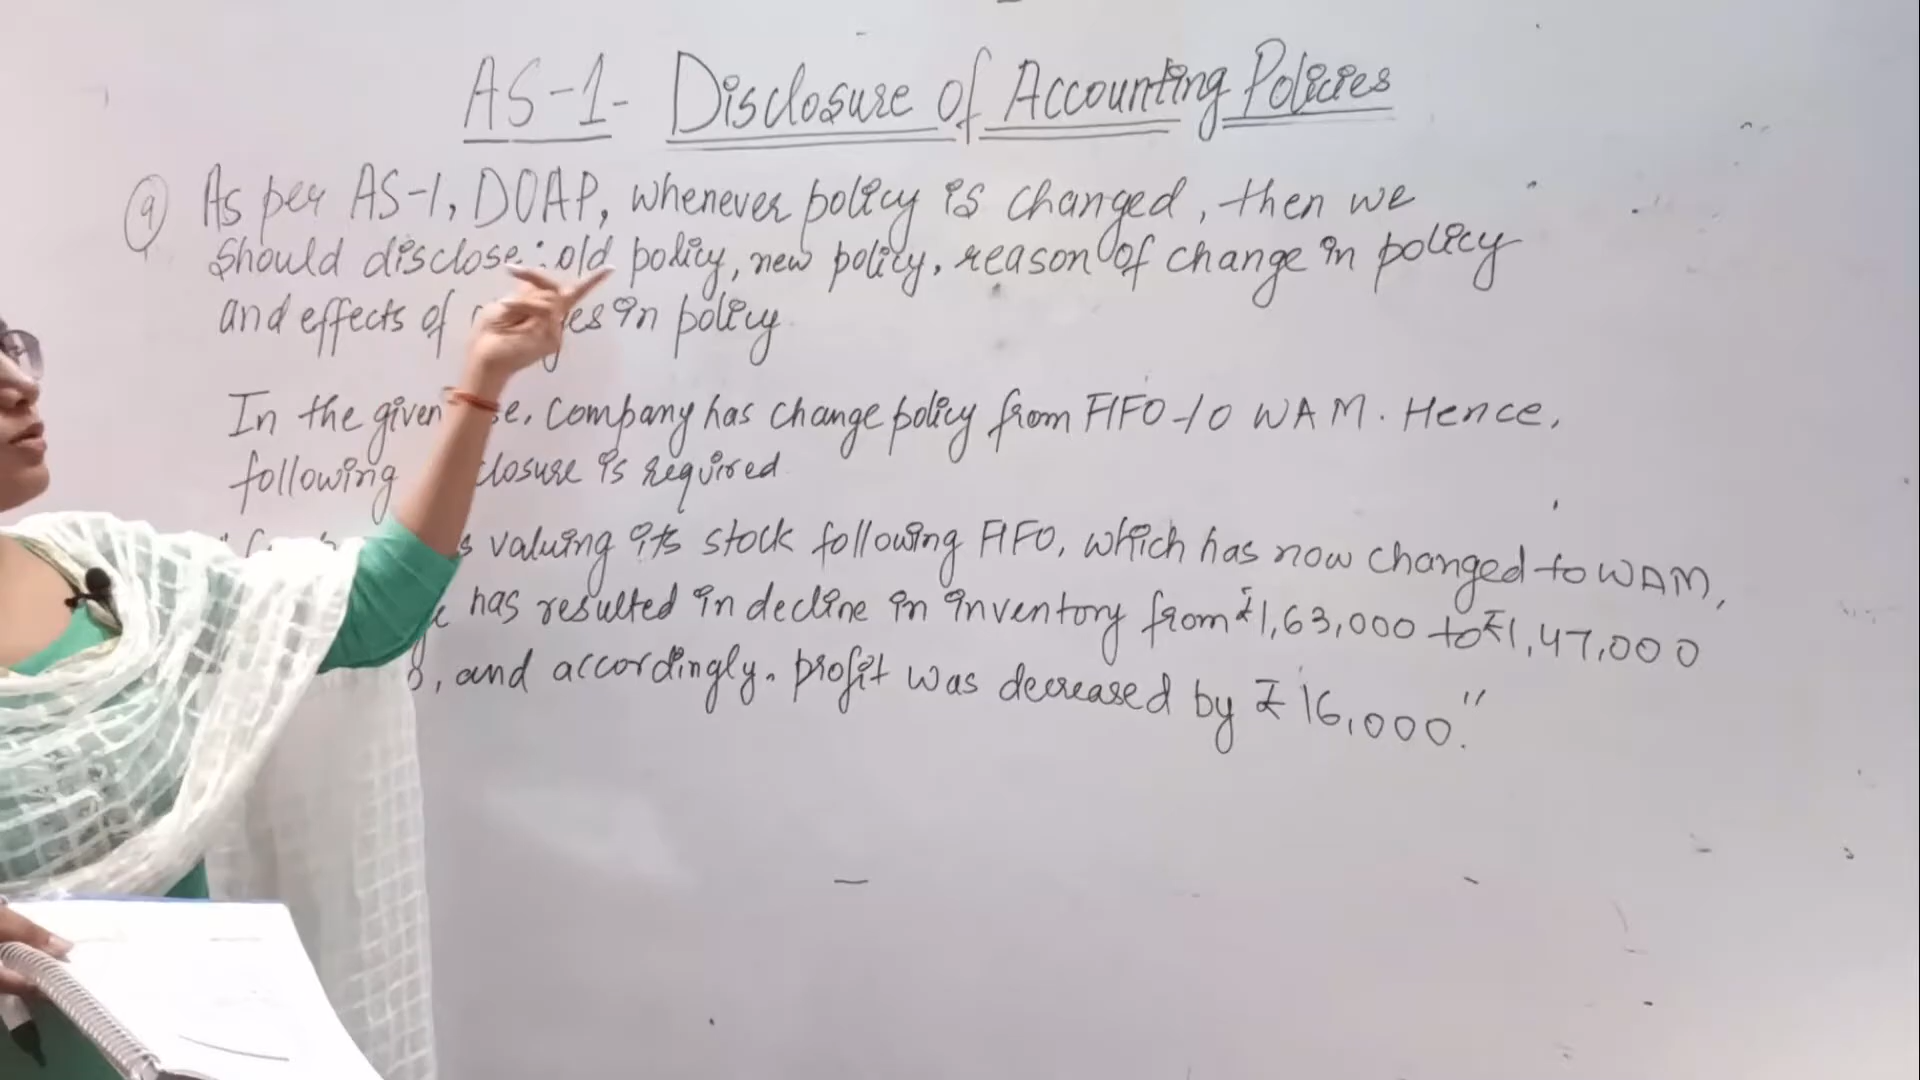 AS-1- Disclosure of Accounting Policies
9 As per AS-1, DOAP, whenever policy is changed, then we
should disclose: old policy, new policy, reason of change in policy
and effects of in policy
In the given company has change policy from FIFO to WAM. Hence,
following is required
valuing its stock following FIFO, which has now changed to WAM,
has resulted in decline in inventory from ₹1,63,000 to ₹1,47,000
, and accordingly, profit was decreased by ₹16,000."